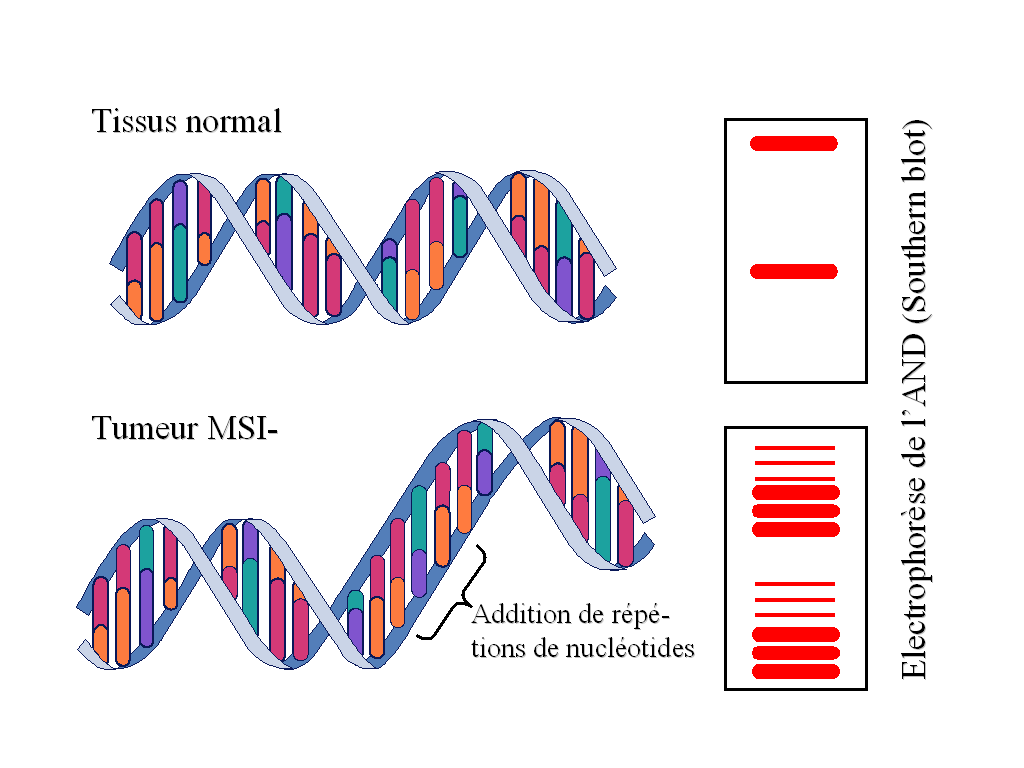 Tissus normal
Tumeur MSI-
Addition de répé-
tions de nucléotides
Electrophorèse de l' AND (Southern blot)